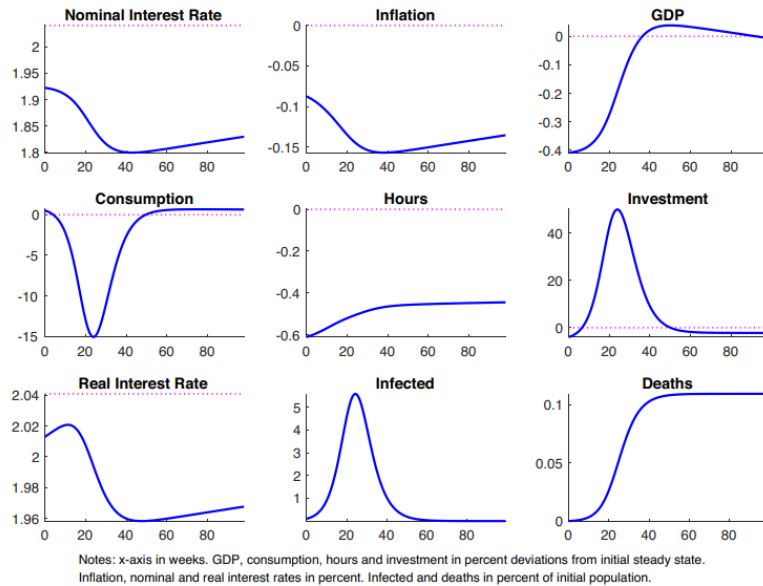 Nominal Interest Rate
2
1.95
1.9
1.85
1.8
0 20 40 60 80
Inflation
0
-0.05
-0.1
-0.15
0 20 40 60 80
GDP
0
-0.1
-0.2
-0.3
-0.4
0 20 40 60 80
Consumption
0
-5
-10
-15
0 20 40 60 80
Hours
0
-0.2
-0.4
-0.6
0 20 40 60 80
Investment
40
20
0
0 20 40 60 80
Real Interest Rate
2.04
2.02
2
1.98
1.96
0 20 40 60 80
Infected
5
4
3
2
1
0 20 40 60 80
Deaths
0.1
0.05
0
0 20 40 60 80
Notes: x-axis in weeks. GDP, consumption, hours and investment in percent deviations from initial steady state.
Inflation, nominal and real interest rates in percent. Infected and deaths in percent of initial population.